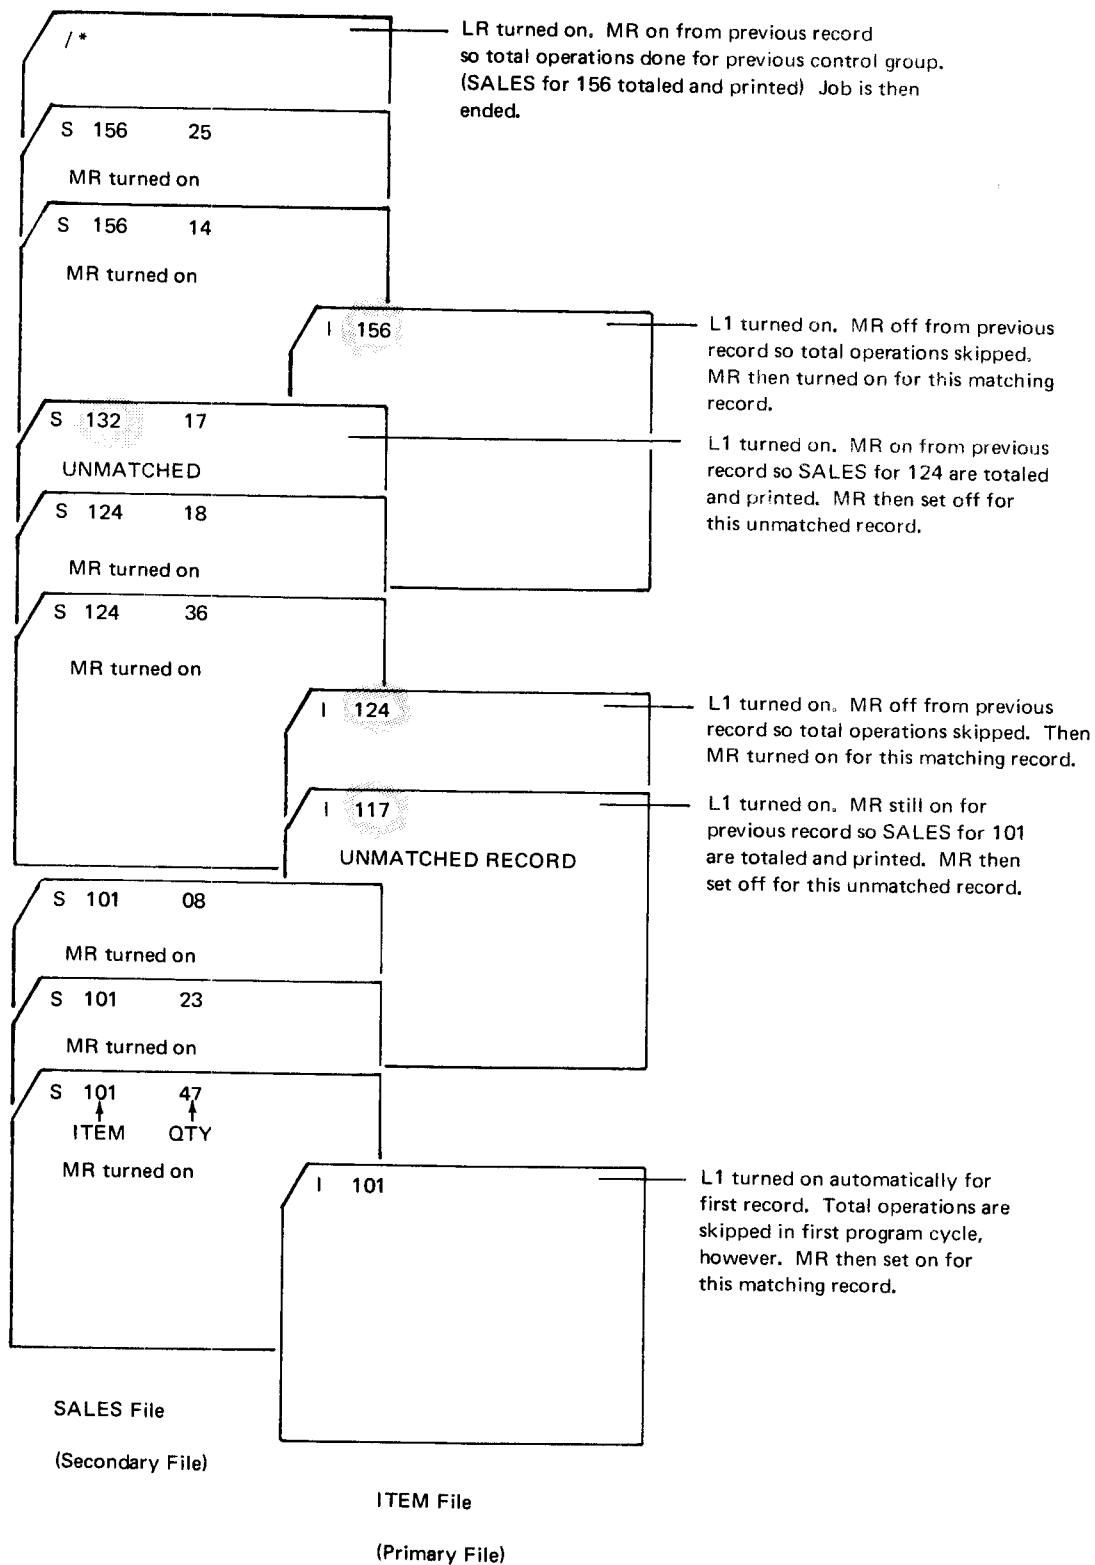 LR turned on. MR on from previous record
so total operations done for previous control group.
(SALES for 156 totaled and printed) Job is then
ended.
/*
S 156 25
MR turned on
S 156 14
MR turned on
I 156
L1 turned on. MR off from previous
record so total operations skipped.
MR then turned on for this matching
record.
S 132 17
UNMATCHED
L1 turned on. MR on from previous
record so SALES for 124 are totaled
and printed. MR then set off for
this unmatched record.
S 124 18
MR turned on
S 124 36
MR turned on
I 124
L1 turned on. MR off from previous
record so total operations skipped. Then
MR turned on for this matching record.
I 117
UNMATCHED RECORD
L1 turned on. MR still on for
previous record so SALES for 101
are totaled and printed. MR then
set off for this unmatched record.
S 101 08
MR turned on
S 101 23
MR turned on
S 101 47
ITEM QTY
MR turned on
I 101
L1 turned on automatically for
first record. Total operations are
skipped in first program cycle,
however. MR then set on for
this matching record.
SALES File
(Secondary File)
ITEM File
(Primary File)